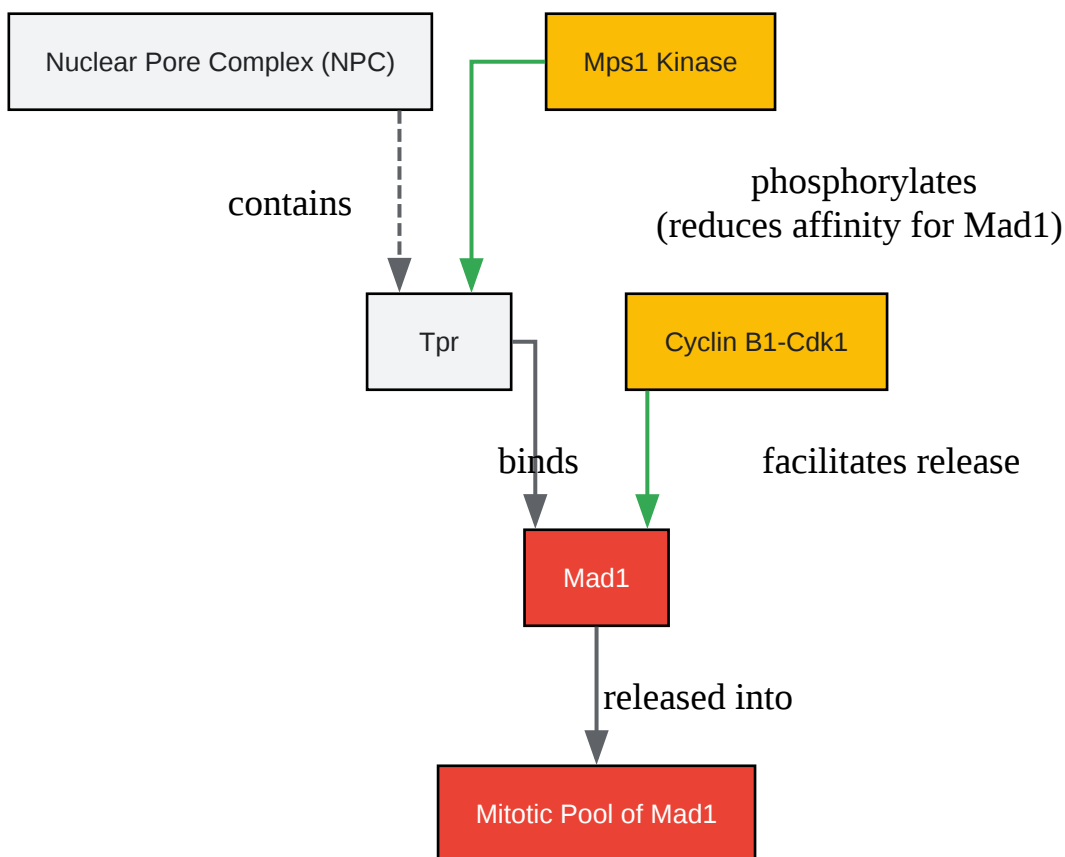 Nuclear Pore Complex (NPC)
Mps1 Kinase
contains
phosphorylates
(reduces affinity for Mad1)
Tpr
Cyclin B1-Cdk1
binds
facilitates release
Mad1
released into
Mitotic Pool of Mad1